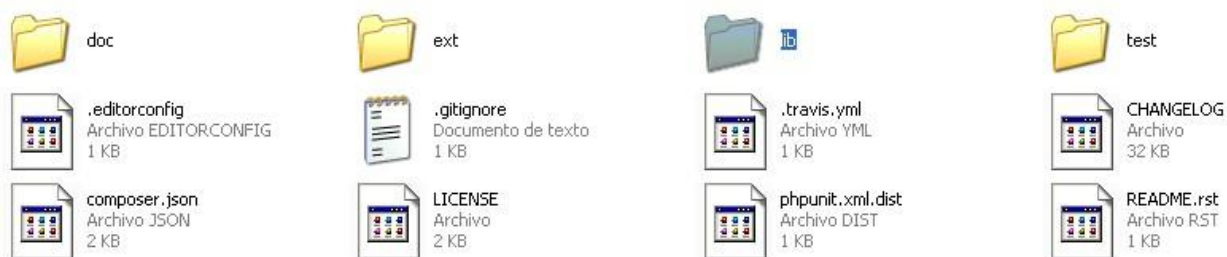 doc
ext
lib
test
.editorconfig
Archivo EDITORCONFIG
1 KB
.gitignore
Documento de texto
1 KB
.travis.yml
Archivo YML
1 KB
CHANGELOG
Archivo
32 KB
composer.json
Archivo JSON
2 KB
LICENSE
Archivo
2 KB
phpunit.xml.dist
Archivo DIST
1 KB
README.rst
Archivo RST
1 KB